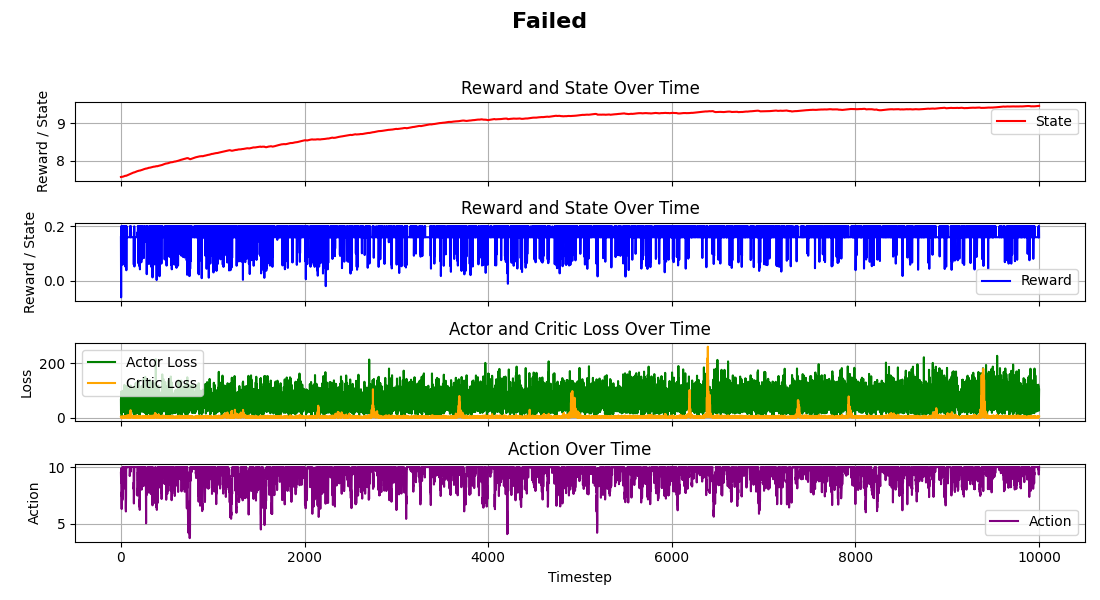 Failed
Reward and State Over Time
Reward / State
9
8
State
Reward and State Over Time
Reward / State
0.2
0.0
Reward
Actor and Critic Loss Over Time
Loss
200
0
Actor Loss
Critic Loss
Action Over Time
Action
10
5
Action
0 2000 4000 6000 8000 10000
Timestep